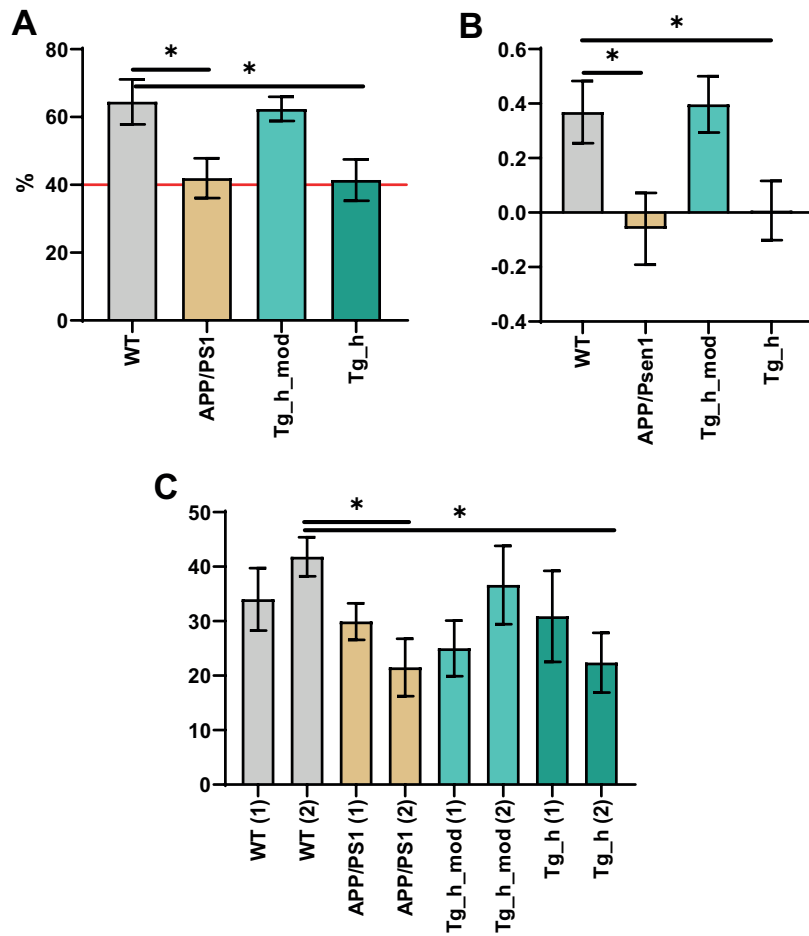 A
*
*
80
60
40
20
0
%
WT
APP/PS1
Tg_h_mod
Tg_h
B
*
*
0.6
0.4
0.2
0.0
-0.2
-0.4
WT
APP/Psen1
Tg_h_mod
Tg_h
C
*
*
50
40
30
20
10
0
WT (1)
WT (2)
APP/PS1 (1)
APP/PS1 (2)
Tg_h_mod (1)
Tg_h_mod (2)
Tg_h (1)
Tg_h (2)